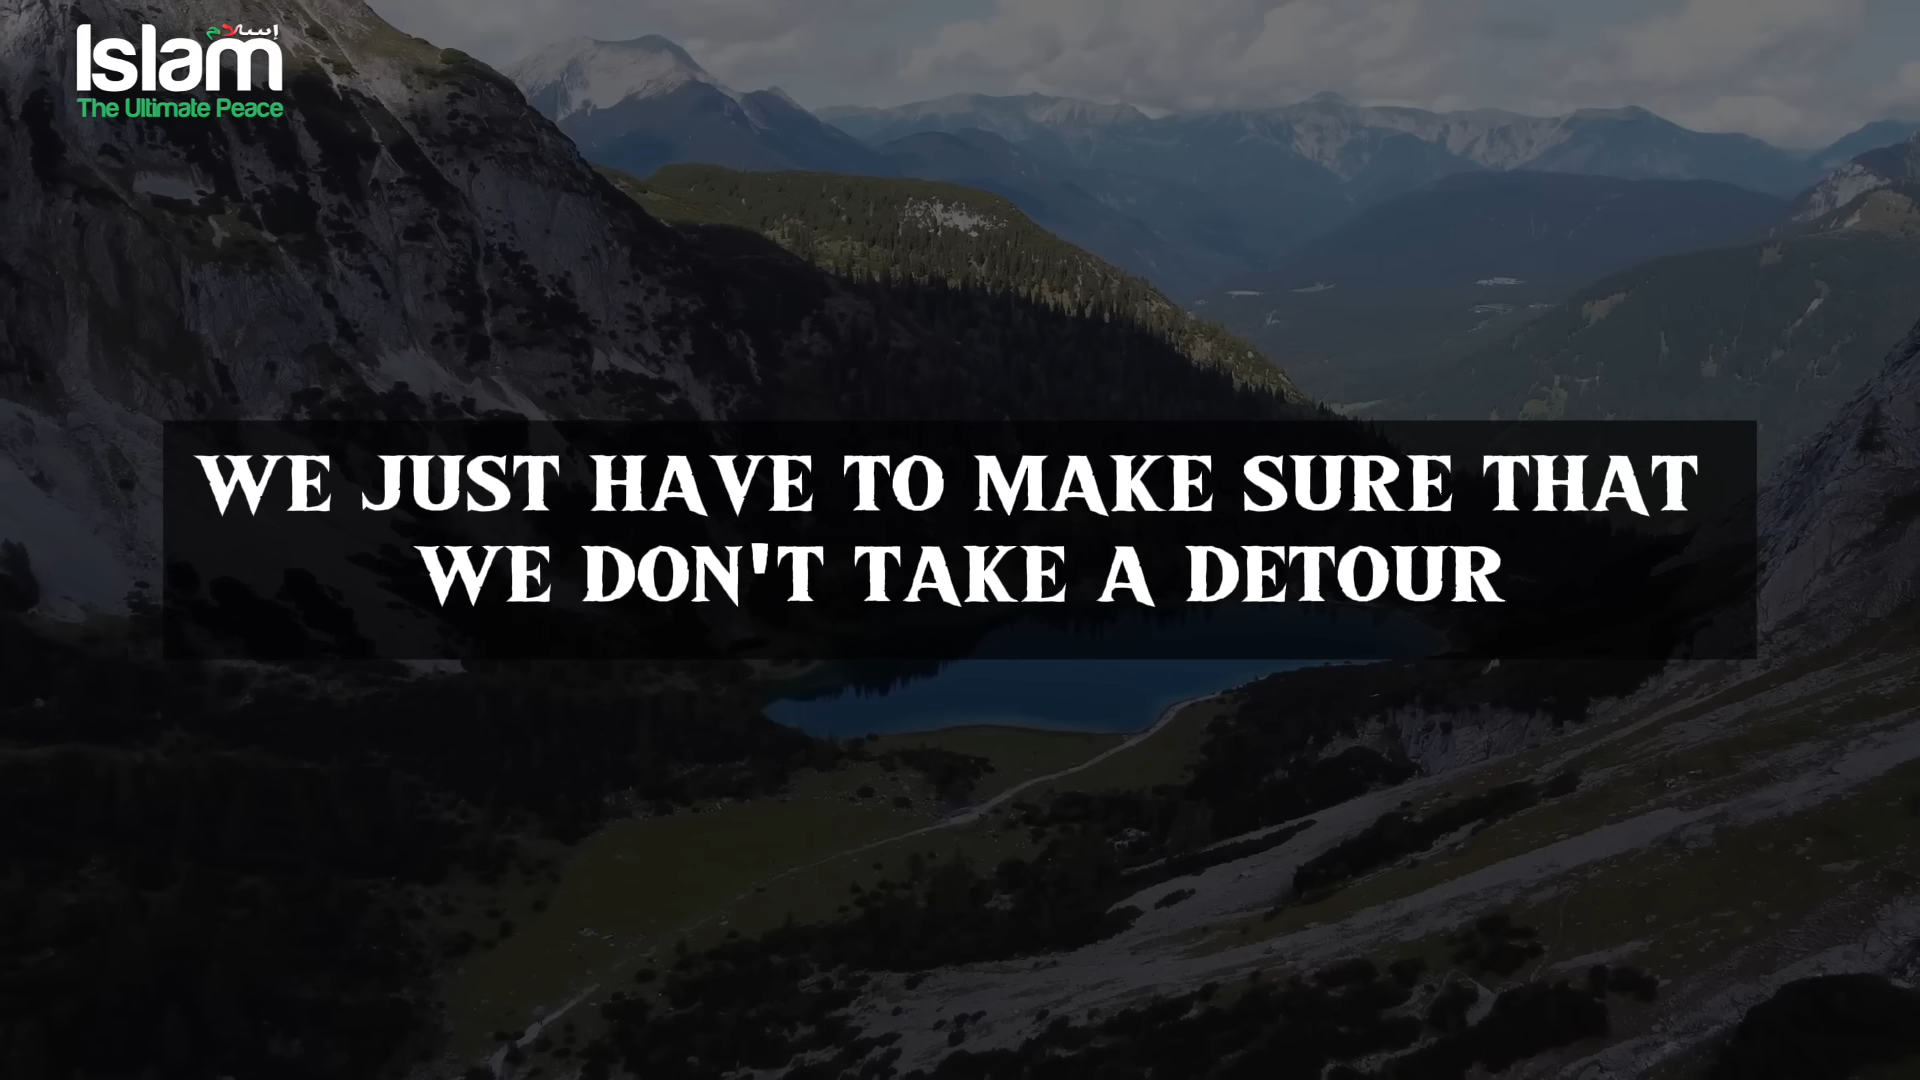 إسلام
Islam
The Ultimate Peace
WE JUST HAVE TO MAKE SURE THAT
WE DON'T TAKE A DETOUR